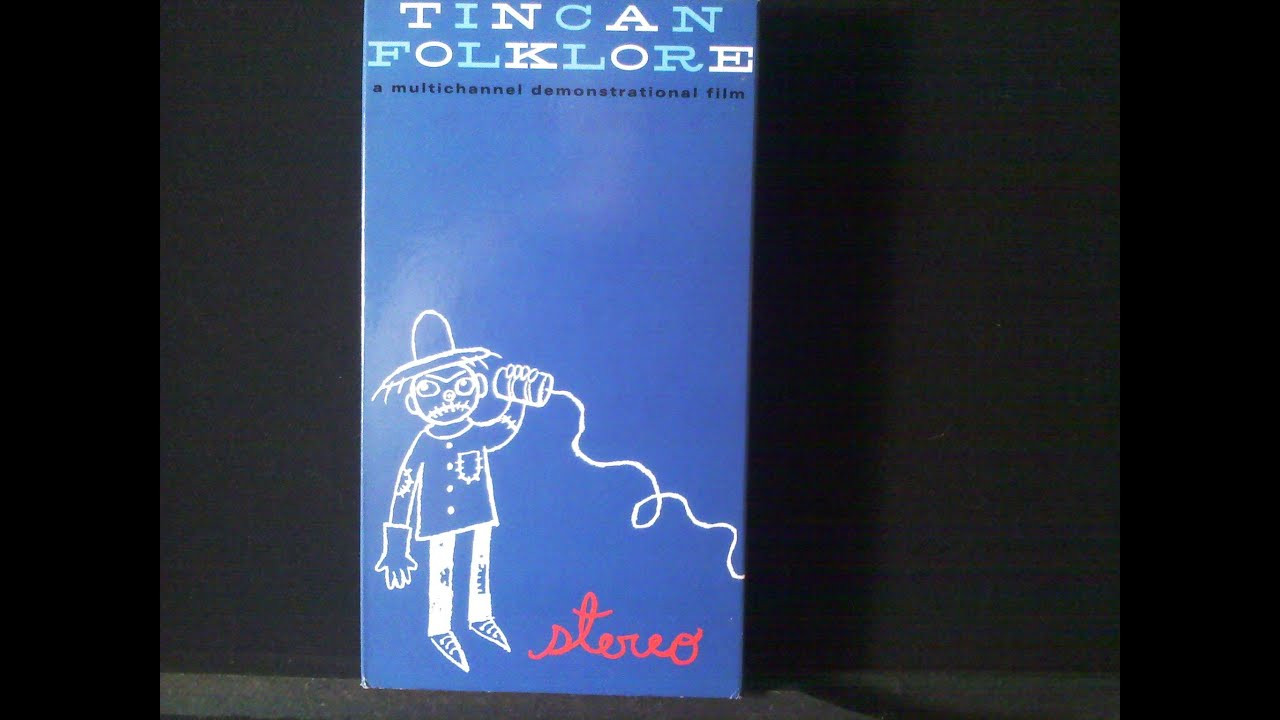 TINCAN
FOLKLORE
a multichannel demonstrational film
stereo